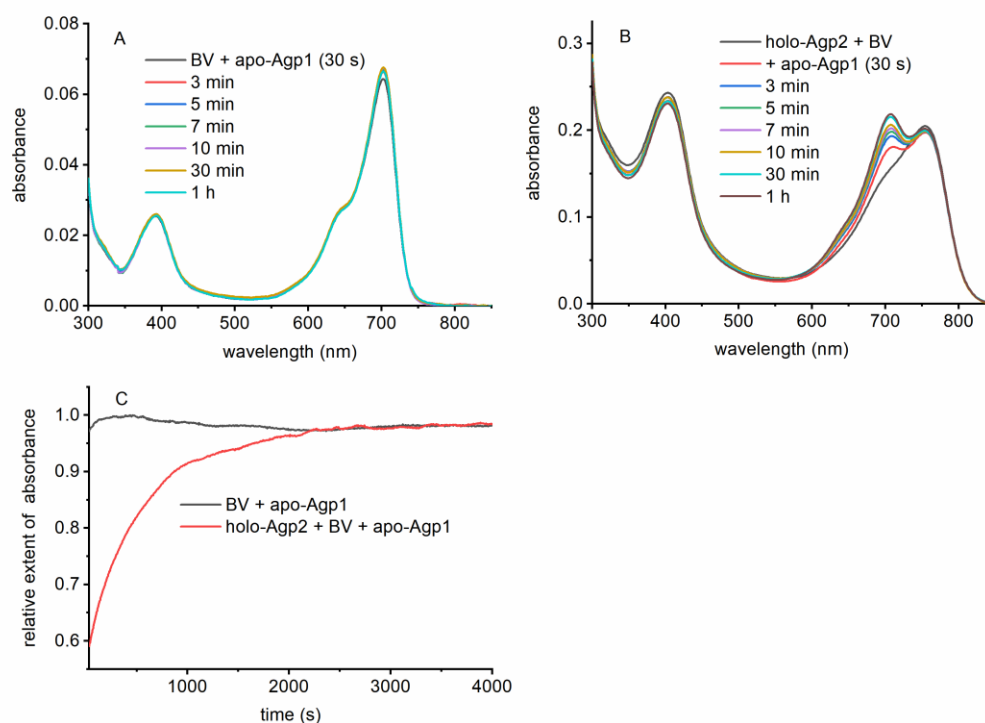 A
BV + apo-Agp1 (30 s)
3 min
5 min
7 min
10 min
30 min
1 h
absorbance
0.08
0.06
0.04
0.02
0.00
300 400 500 600 700 800
wavelength (nm)
B
holo-Agp2 + BV
+ apo-Agp1 (30 s)
3 min
5 min
7 min
10 min
30 min
1 h
absorbance
0.3
0.2
0.1
0.0
300 400 500 600 700 800
wavelength (nm)
C
BV + apo-Agp1
holo-Agp2 + BV + apo-Agp1
relative extent of absorbance
1.0
0.9
0.8
0.7
0.6
1000 2000 3000 4000
time (s)